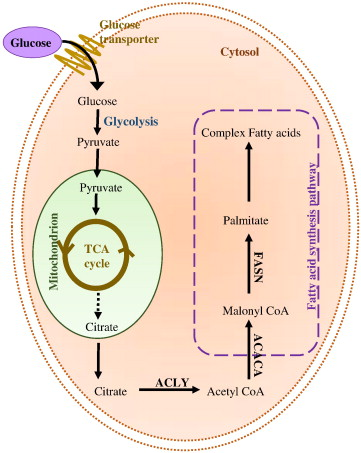 Glucose
transporter
Glucose
Cytosol
Glucose
Glycolysis
Pyruvate
Pyruvate
Mitochondrion
TCA
cycle
Citrate
Citrate
ACLY
Acetyl CoA
ACACA
Malonyl CoA
FASN
Palmitate
Complex Fatty acids
Fatty acid synthesis pathway